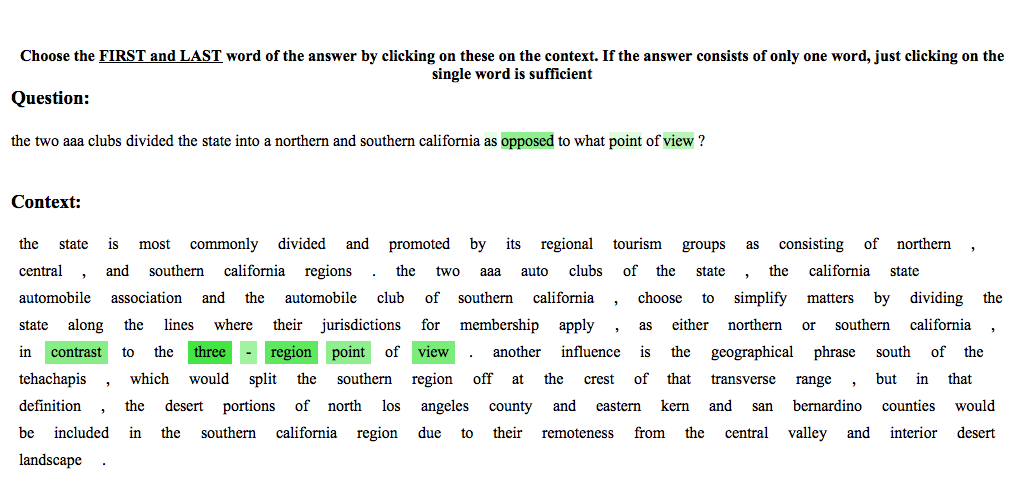 Choose the FIRST and LAST word of the answer by clicking on these on the context. If the answer consists of only one word, just clicking on the
single word is sufficient
Question:
the two aaa clubs divided the state into a northern and southern california as opposed to what point of view ?
Context:
the state is most commonly divided and promoted by its regional tourism groups as consisting of northern ,
central , and southern california regions . the two aaa auto clubs of the state , the california state
automobile association and the automobile club of southern california , choose to simplify matters by dividing the
state along the lines where their jurisdictions for membership apply , as either northern or southern california ,
in contrast to the three - region point of view . another influence is the geographical phrase south of the
tehachapis , which would split the southern region off at the crest of that transverse range , but in that
definition , the desert portions of north los angeles county and eastern kern and san bernardino counties would
be included in the southern california region due to their remoteness from the central valley and interior desert
landscape .